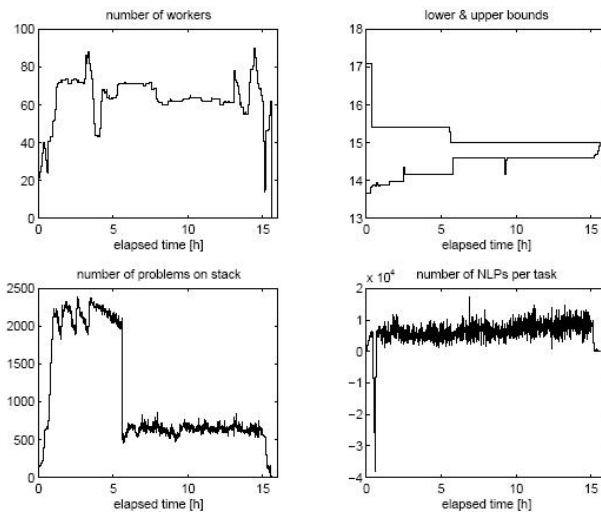 number of workers
100
80
60
40
20
0
0 5 10 15
elapsed time [h]
lower & upper bounds
18
17
16
15
14
13
0 5 10 15
elapsed time [h]
number of problems on stack
2500
2000
1500
1000
500
0
0 5 10 15
elapsed time [h]
number of NLPs per task
x 10^4
2
1
0
-1
-2
-3
-4
0 5 10 15
elapsed time [h]